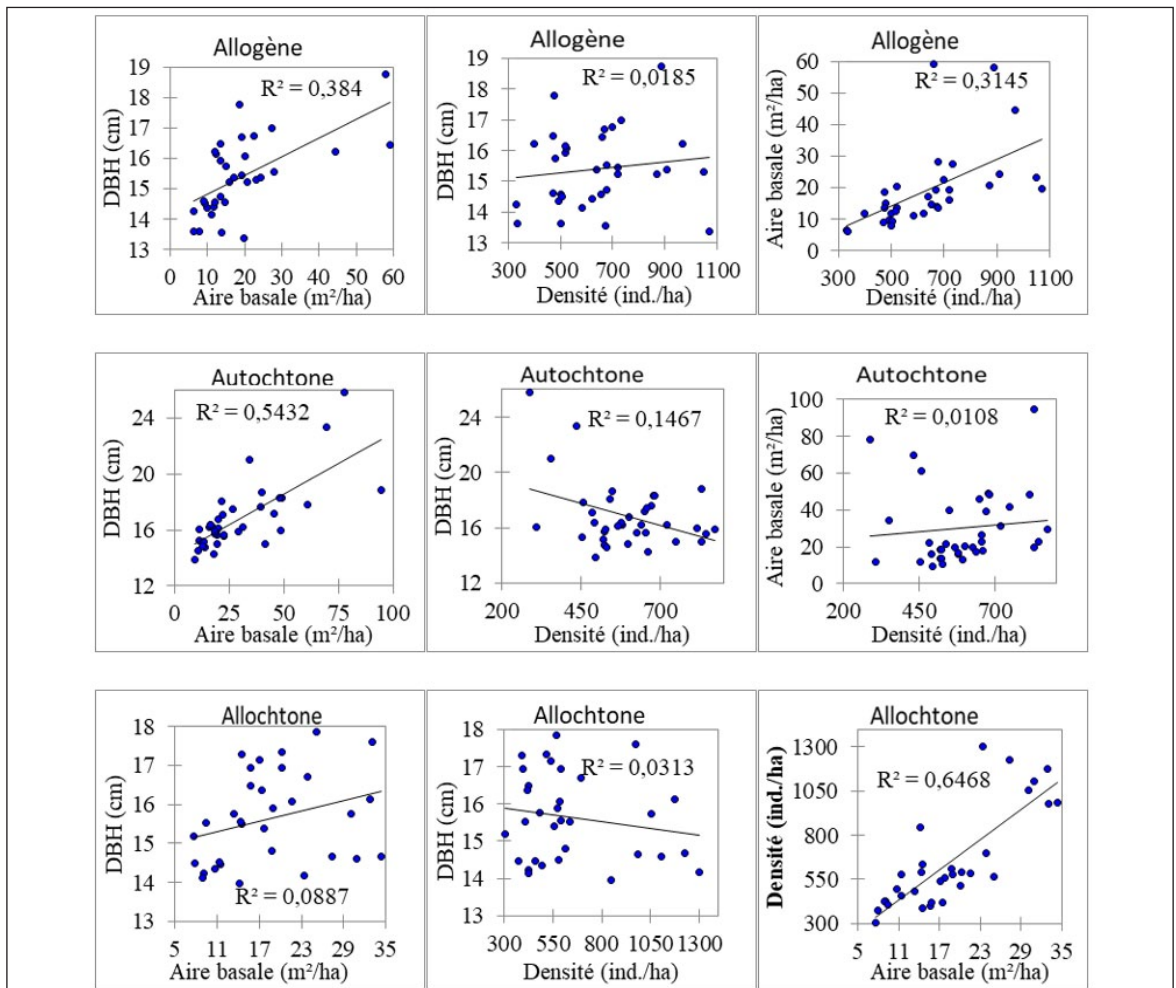 Allogène
R² = 0,384
DBH (cm)
19
18
17
16
15
14
13
0 10 20 30 40 50 60
Aire basale (m²/ha)
Allogène
R² = 0,0185
DBH (cm)
19
18
17
16
15
14
13
300 500 700 900 1100
Densité (ind./ha)
Allogène
R² = 0,3145
Aire basale (m²/ha)
60
50
40
30
20
10
0
300 500 700 900 1100
Densité (ind./ha)
Autochtone
R² = 0,5432
DBH (cm)
24
20
16
12
0 25 50 75 100
Aire basale (m²/ha)
Autochtone
R² = 0,1467
DBH (cm)
24
20
16
12
200 450 700
Densité (ind./ha)
Autochtone
R² = 0,0108
Aire basale (m²/ha)
100
80
60
40
20
0
200 450 700
Densité (ind./ha)
Allochtone
DBH (cm)
18
17
16
15
14
13
R² = 0,0887
5 11 17 23 29 35
Aire basale (m²/ha)
Allochtone
R² = 0,0313
DBH (cm)
18
17
16
15
14
13
300 550 800 1050 1300
Densité (ind./ha)
Allochtone
R² = 0,6468
Densité (ind./ha)
1300
1050
800
550
300
5 11 17 23 29 35
Aire basale (m²/ha)